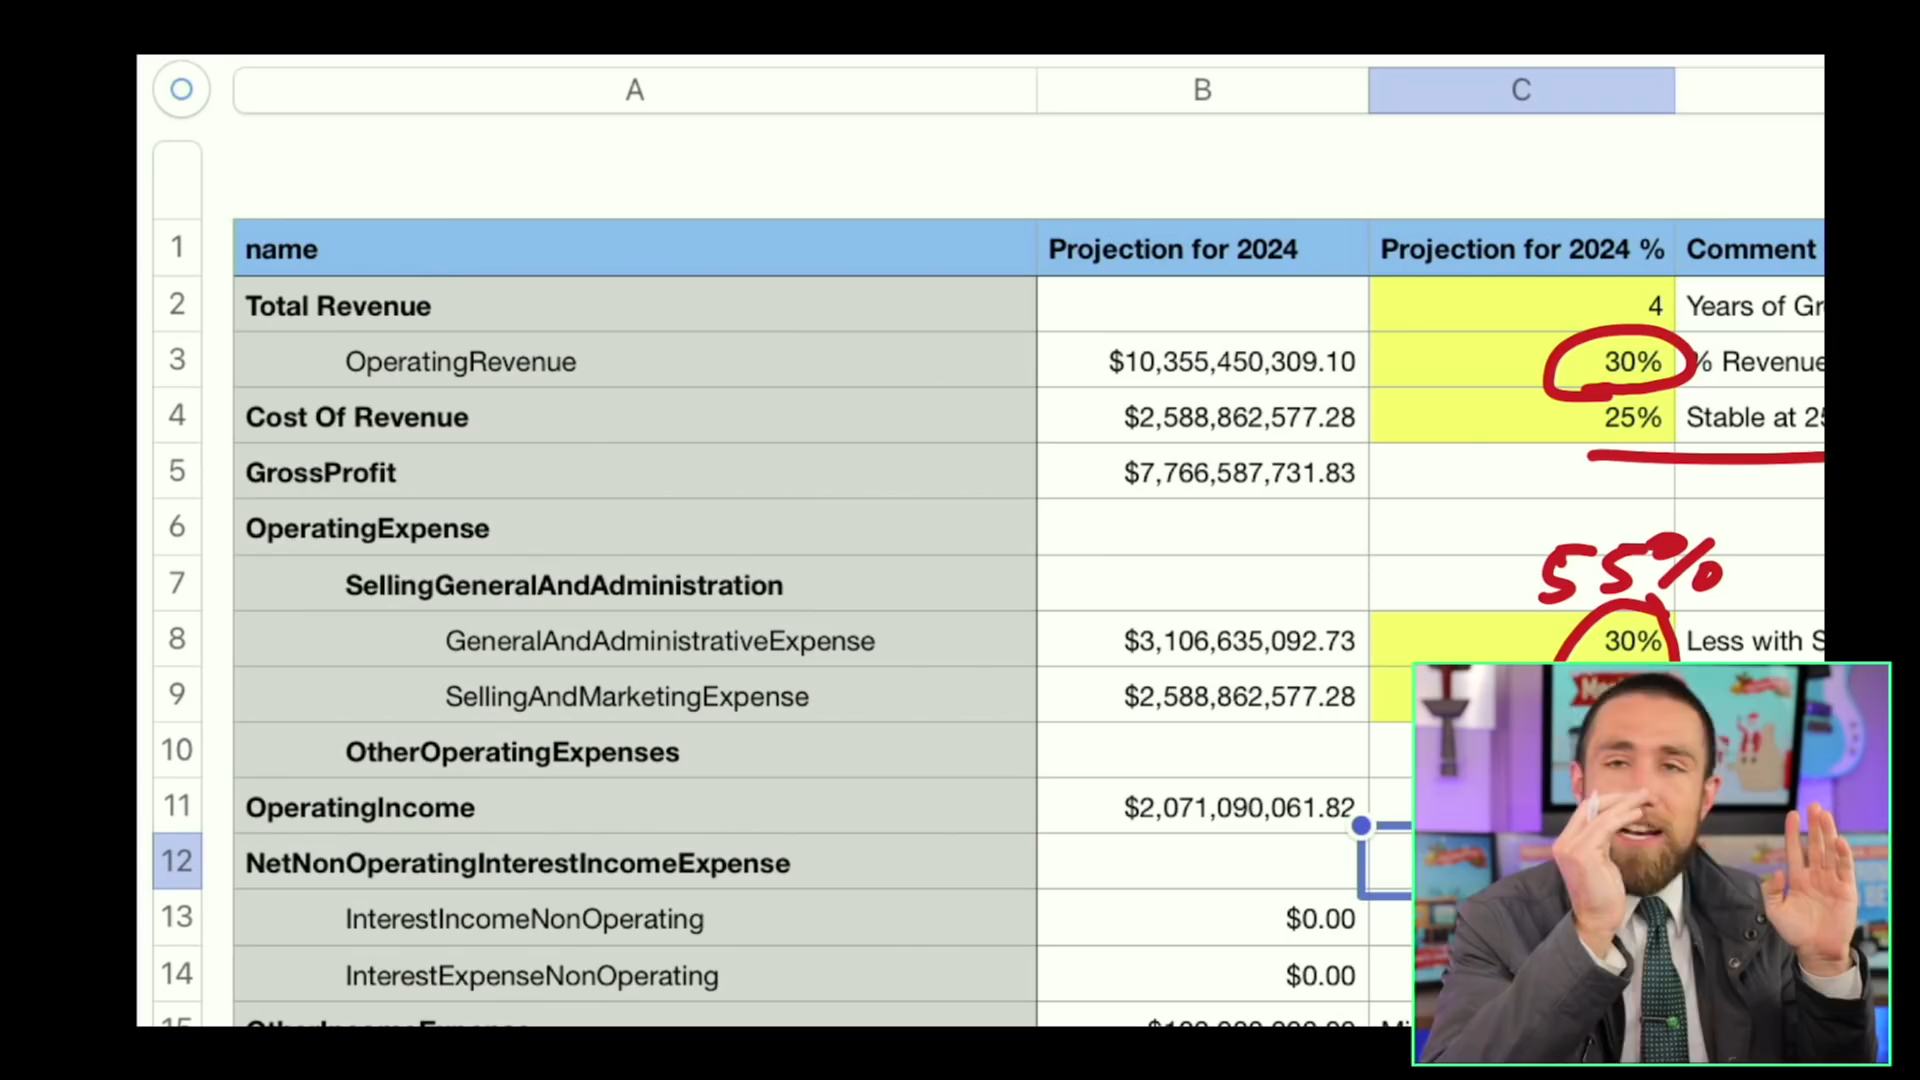 A B C
1 name Projection for 2024 Projection for 2024 % Comment
2 Total Revenue 4 Years of Gr
3 OperatingRevenue $10,355,450,309.10 30% % Revenue
4 Cost Of Revenue $2,588,862,577.28 25% Stable at 25
5 GrossProfit $7,766,587,731.83
6 OperatingExpense
55%
7 SellingGeneralAndAdministration
8 GeneralAndAdministrativeExpense $3,106,635,092.73 30% Less with S
9 SellingAndMarketingExpense $2,588,862,577.28
10 OtherOperatingExpenses
11 OperatingIncome $2,071,090,061.82
12 NetNonOperatingInterestIncomeExpense
13 InterestIncomeNonOperating $0.00
14 InterestExpenseNonOperating $0.00